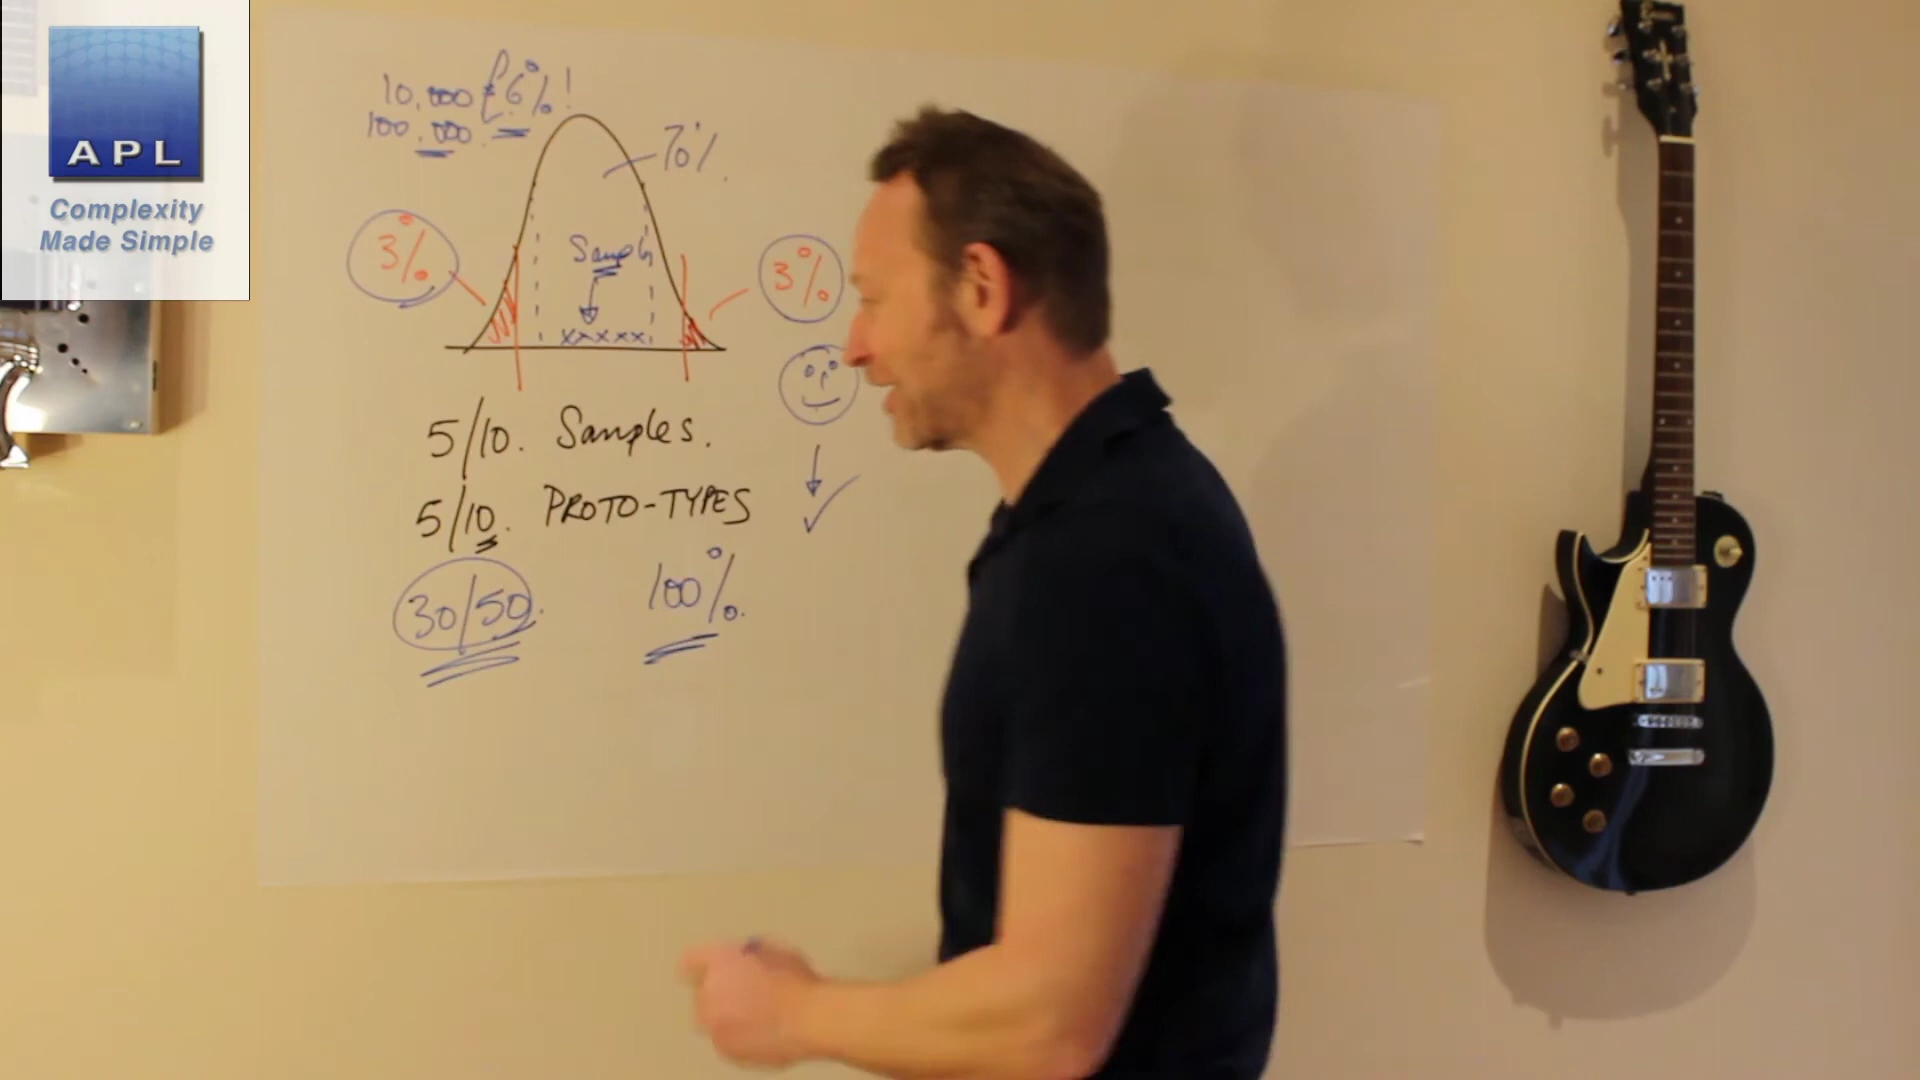 APL
Complexity
Made Simple
10,000 £6%!
100,000.
70%.
3%
Sample
3%
xxxxx
5/10. Samples.
5/10. PROTO-TYPES
30/50. 100%.